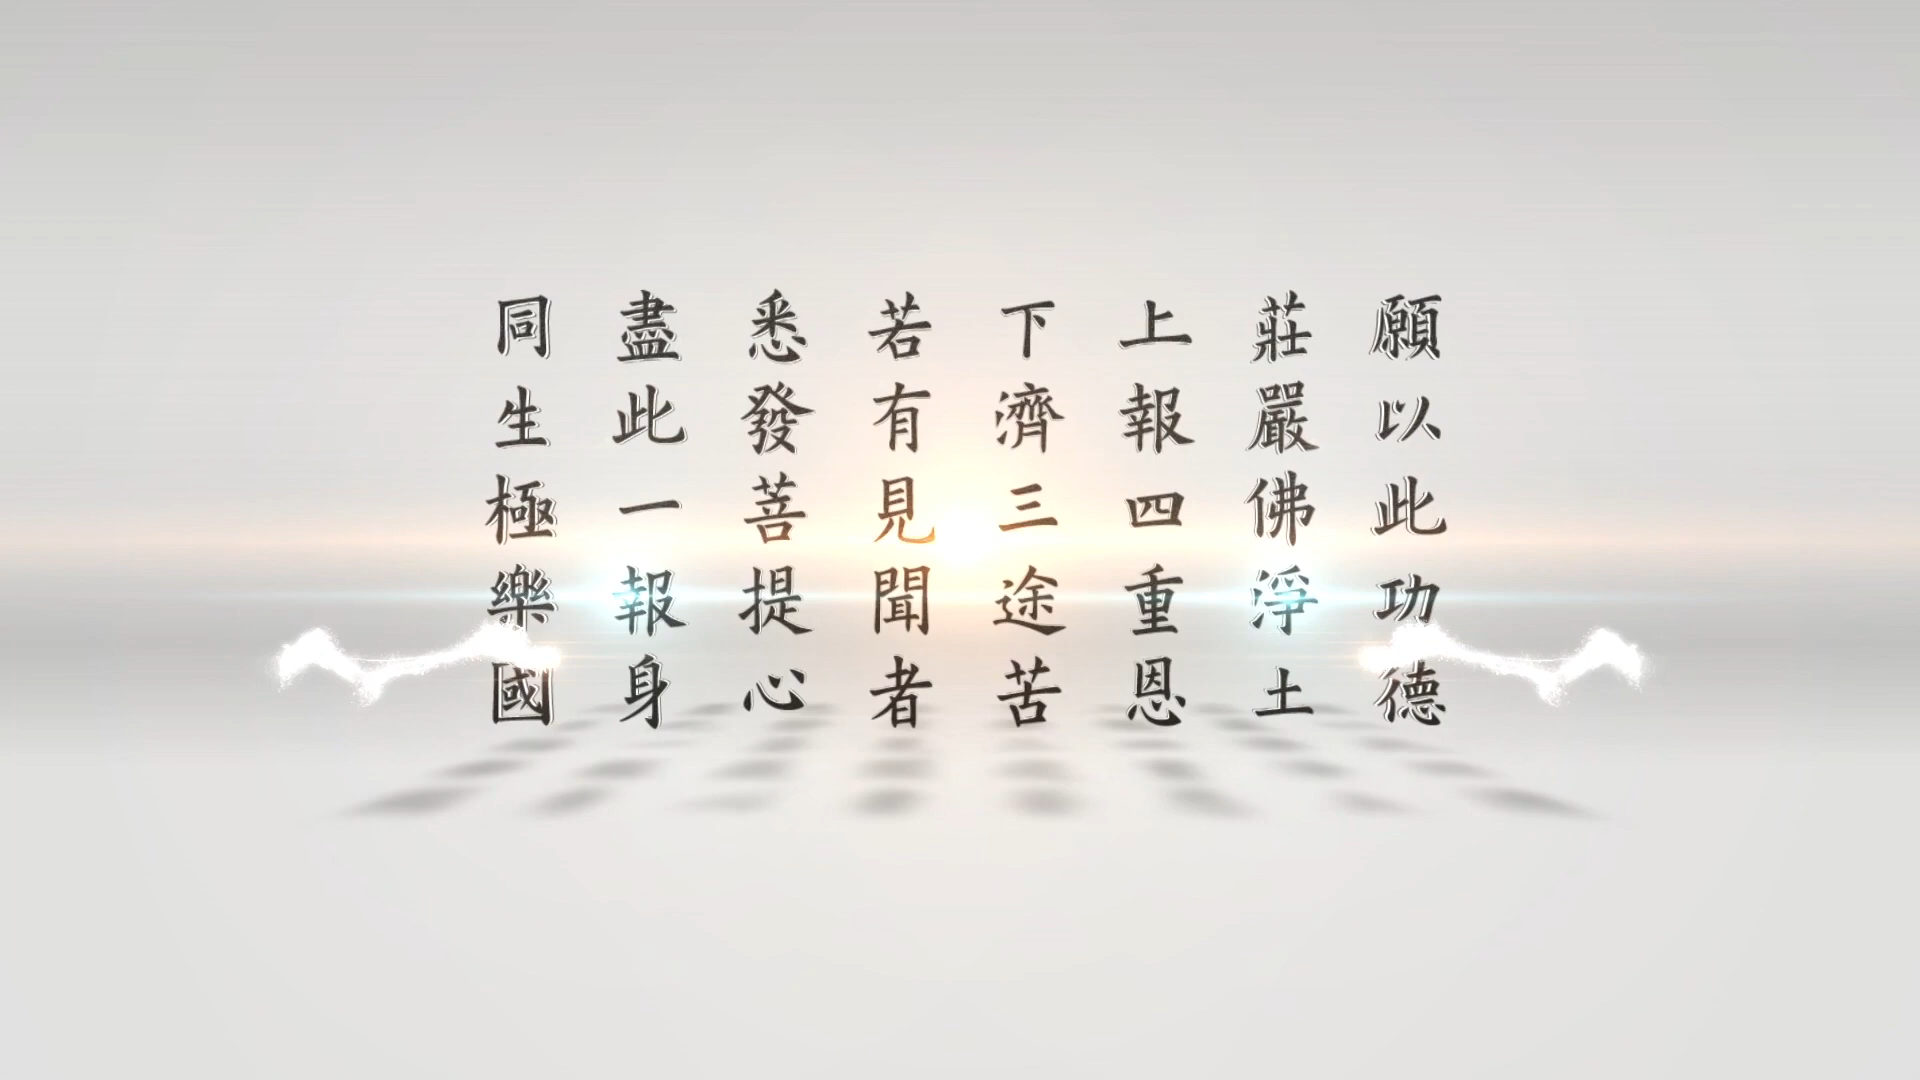 願以此功德
莊嚴佛淨土
上報四重恩
下濟三途苦
若有見聞者
悉發菩提心
盡此一報身
同生極樂國